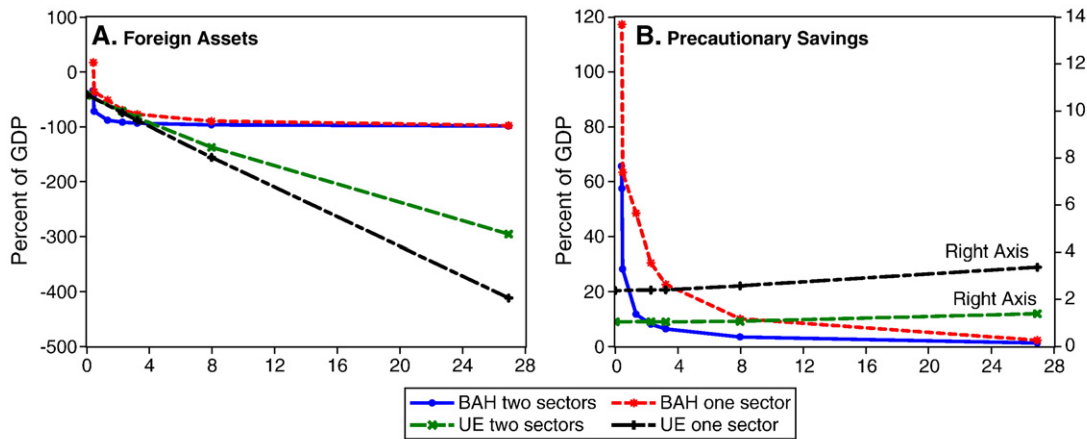 A. Foreign Assets
Percent of GDP
100
0
-100
-200
-300
-400
-500
0 4 8 12 16 20 24 28
B. Precautionary Savings
Percent of GDP
120
100
80
60
40
20
0
14
12
10
8
6
4
2
0
Right Axis
Right Axis
0 4 8 12 16 20 24 28
BAH two sectors BAH one sector
UE two sectors UE one sector